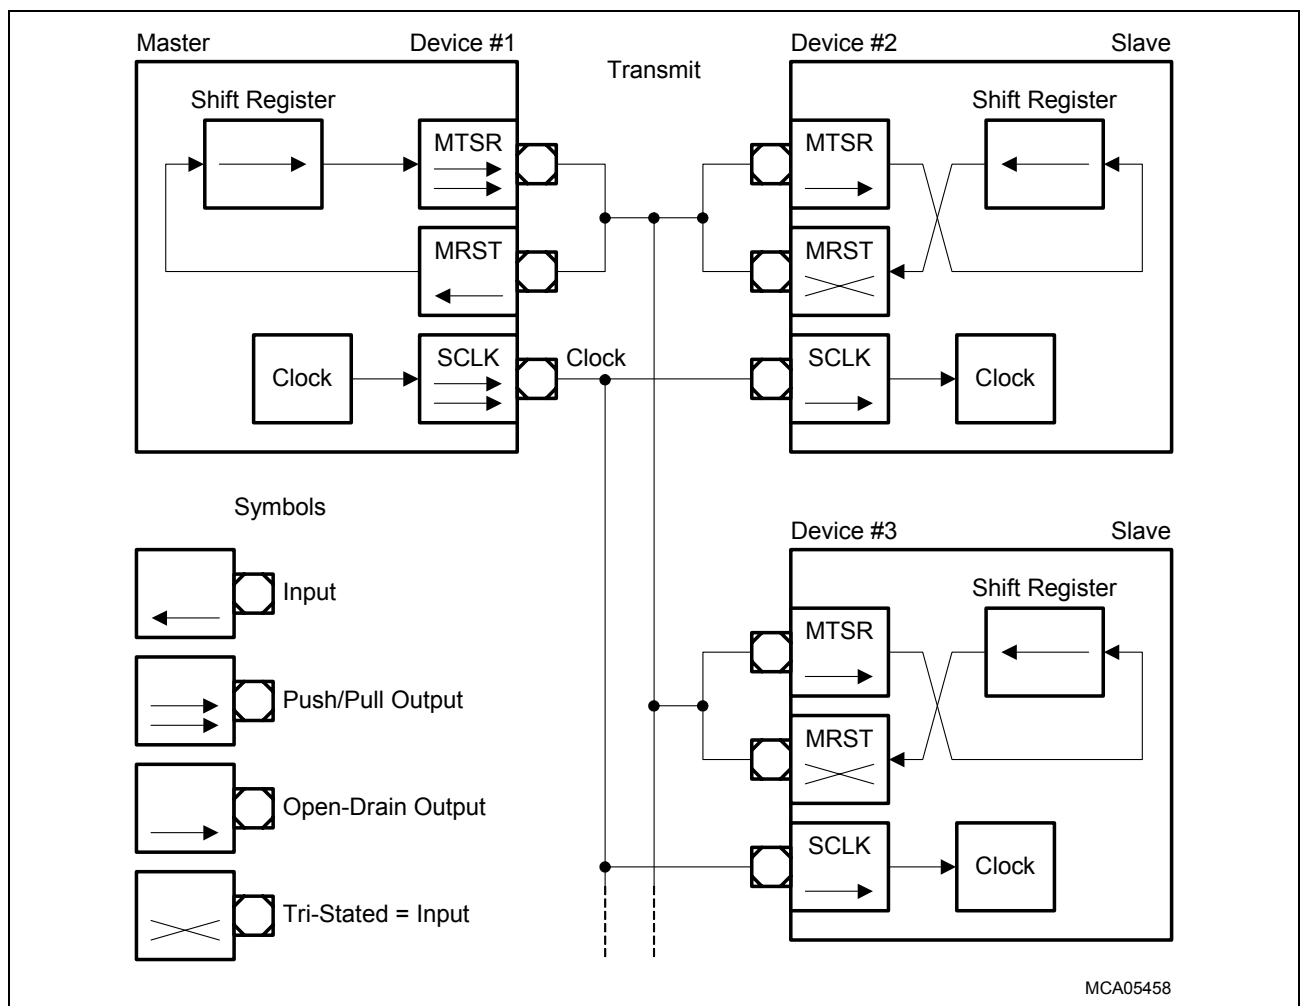 Master Device #1
Transmit
Device #2 Slave
Shift Register
MTSR
MRST
Clock
SCLK
Clock
MTSR
Shift Register
MRST
SCLK
Clock
Symbols
Input
Push/Pull Output
Open-Drain Output
Tri-Stated = Input
Device #3 Slave
Shift Register
MTSR
MRST
SCLK
Clock
MCA05458